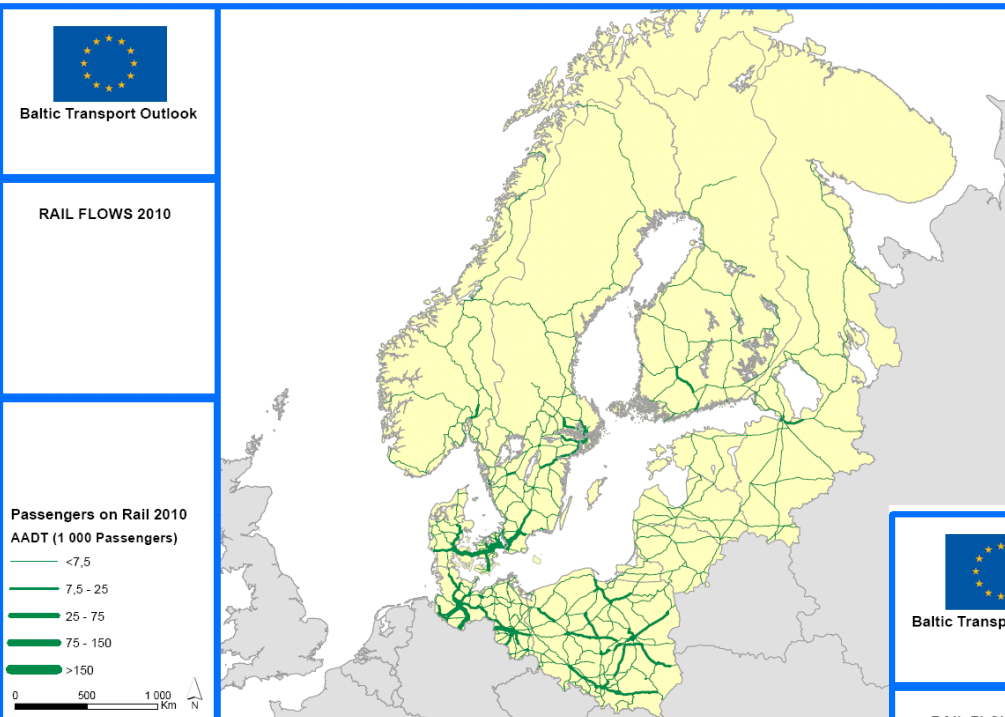 Baltic Transport Outlook
RAIL FLOWS 2010
Passengers on Rail 2010
AADT (1 000 Passengers)
<7,5
7,5 - 25
25 - 75
75 - 150
>150
0 500 1 000
Km
N
Baltic Transp